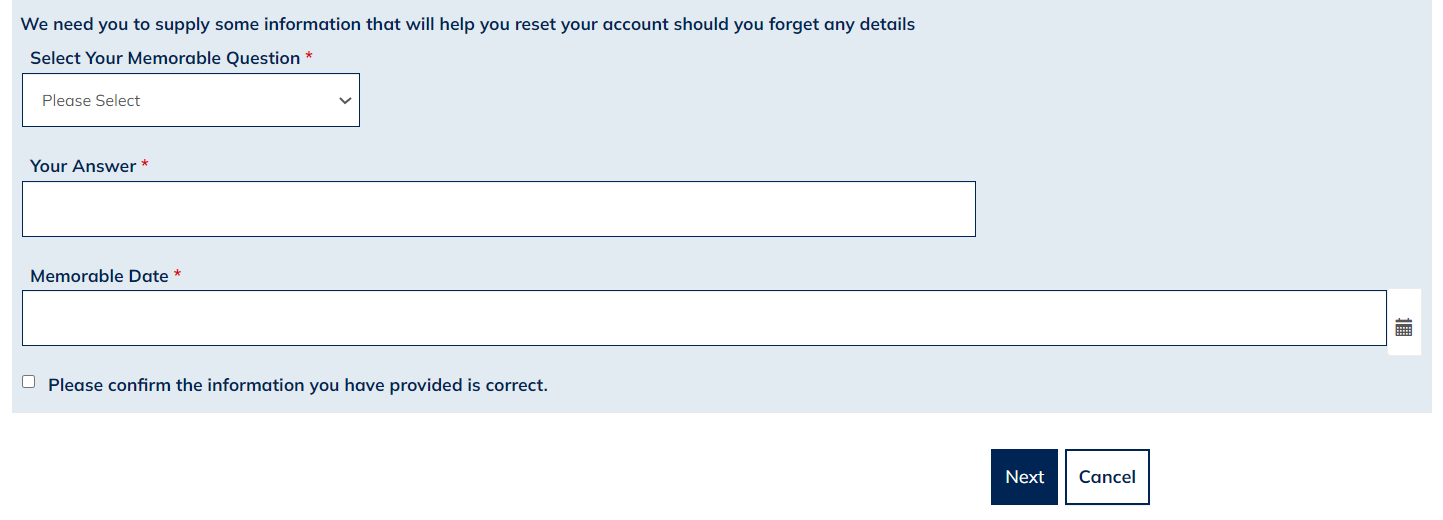 We need you to supply some information that will help you reset your account should you forget any details
Select Your Memorable Question *
Please Select
Your Answer *
Memorable Date *
Please confirm the information you have provided is correct.
Next Cancel